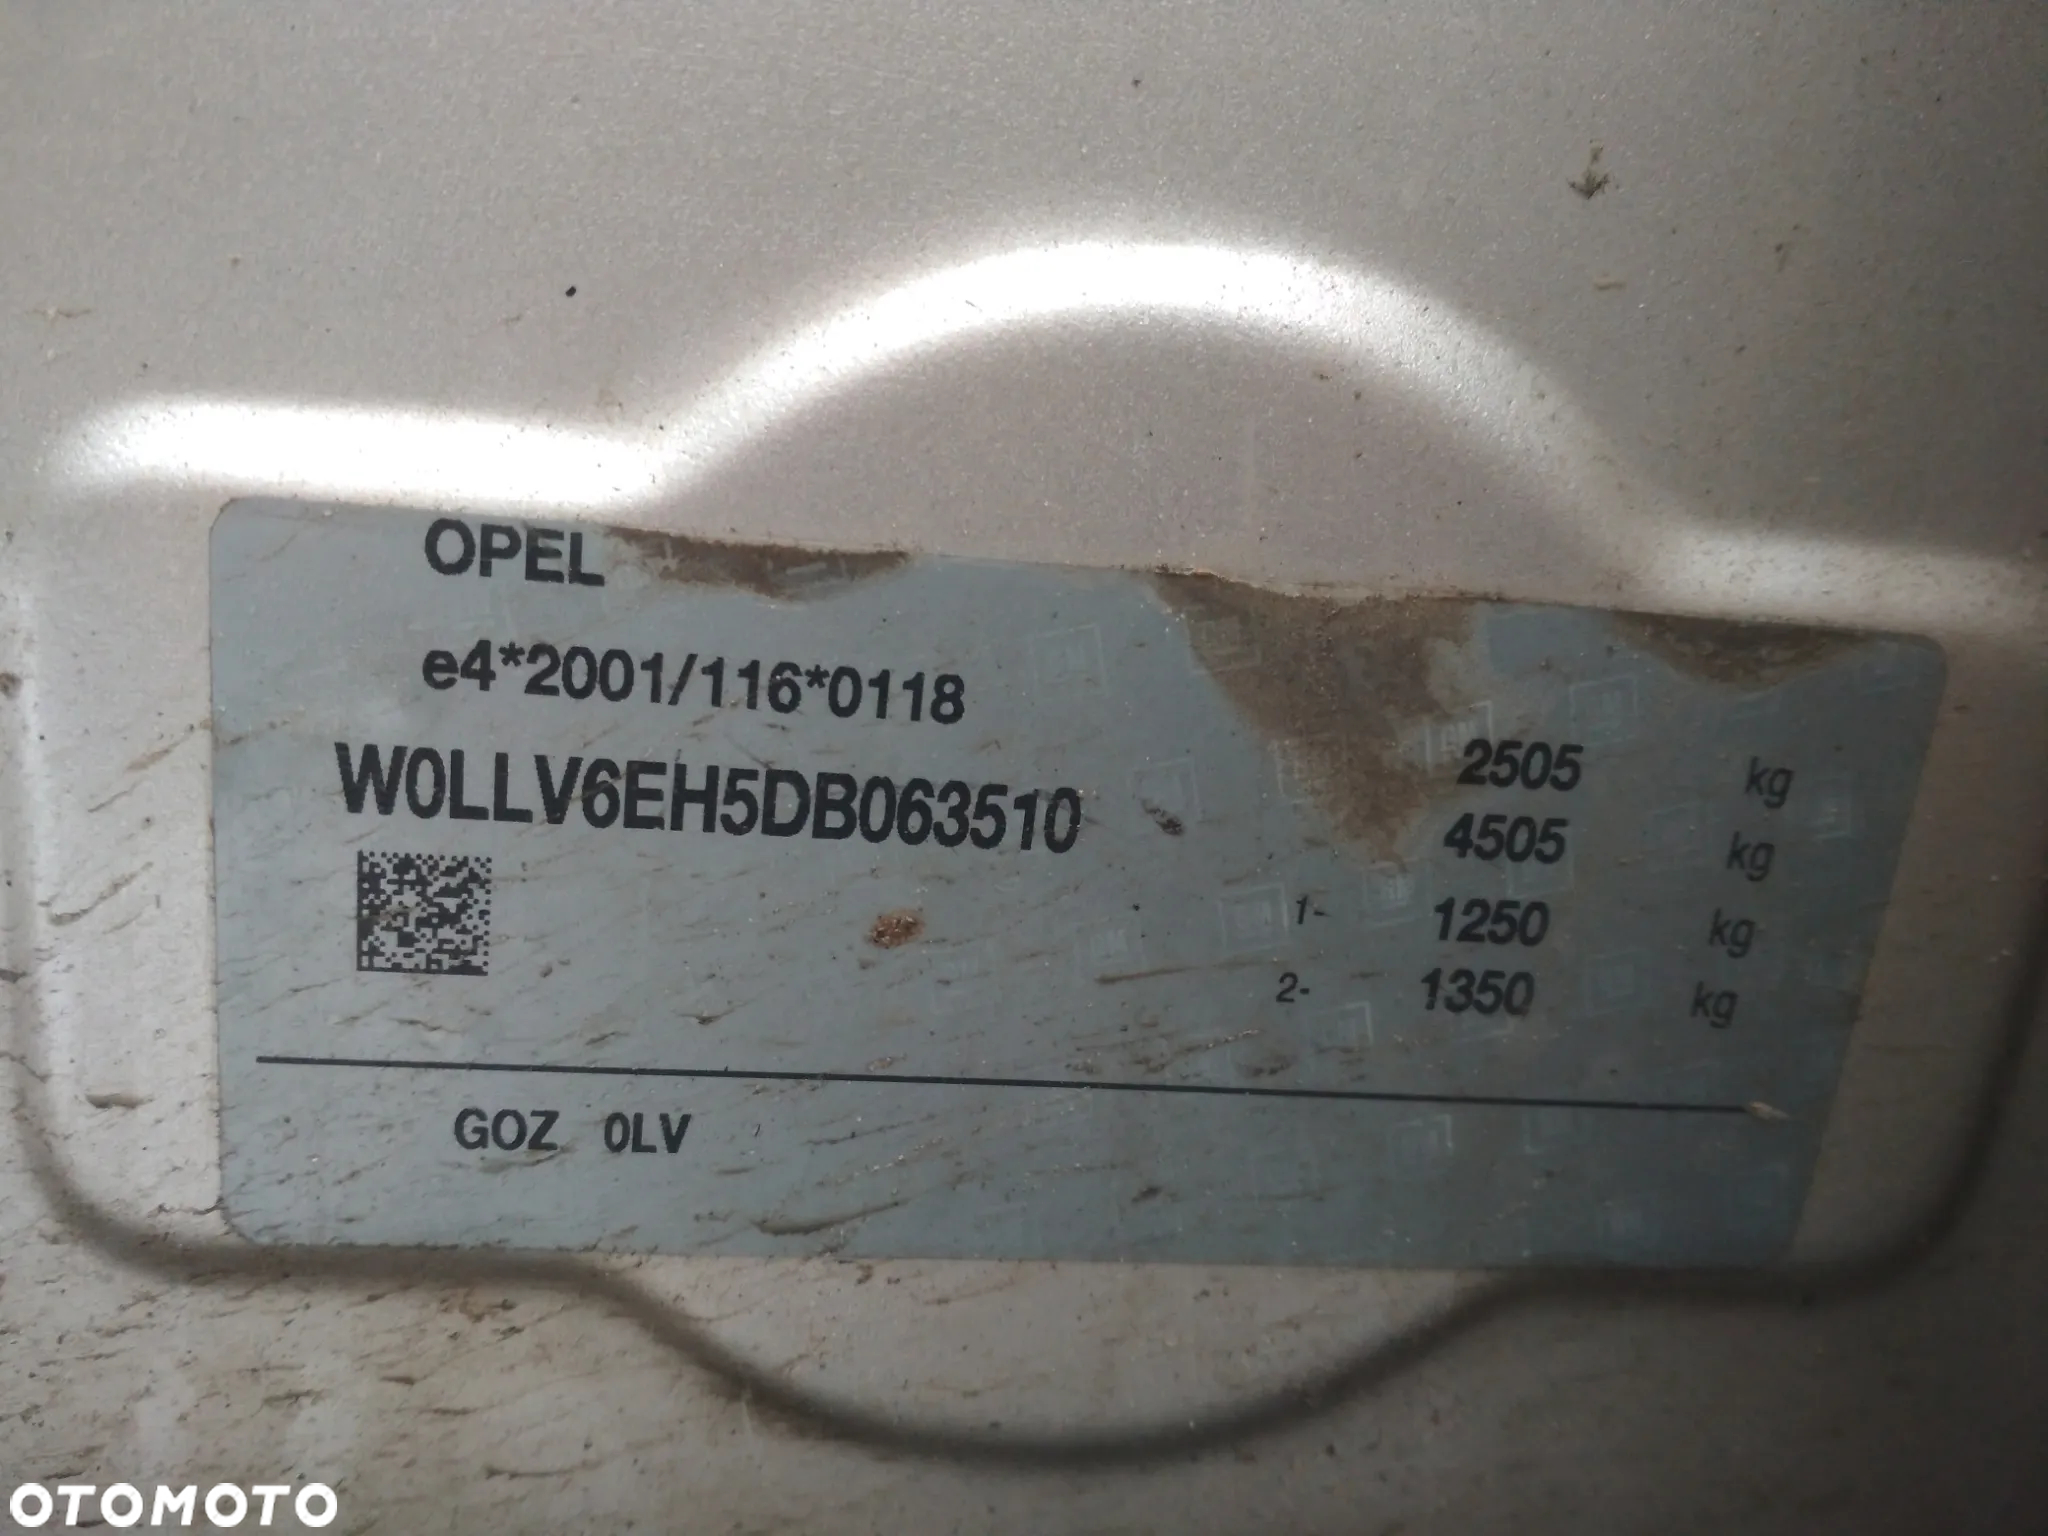 OPEL
e4*2001/116*0118
W0LLV6EH5DB063510
2505 kg
4505 kg
1- 1250 kg
2- 1350 kg
GOZ 0LV
OTOMOTO